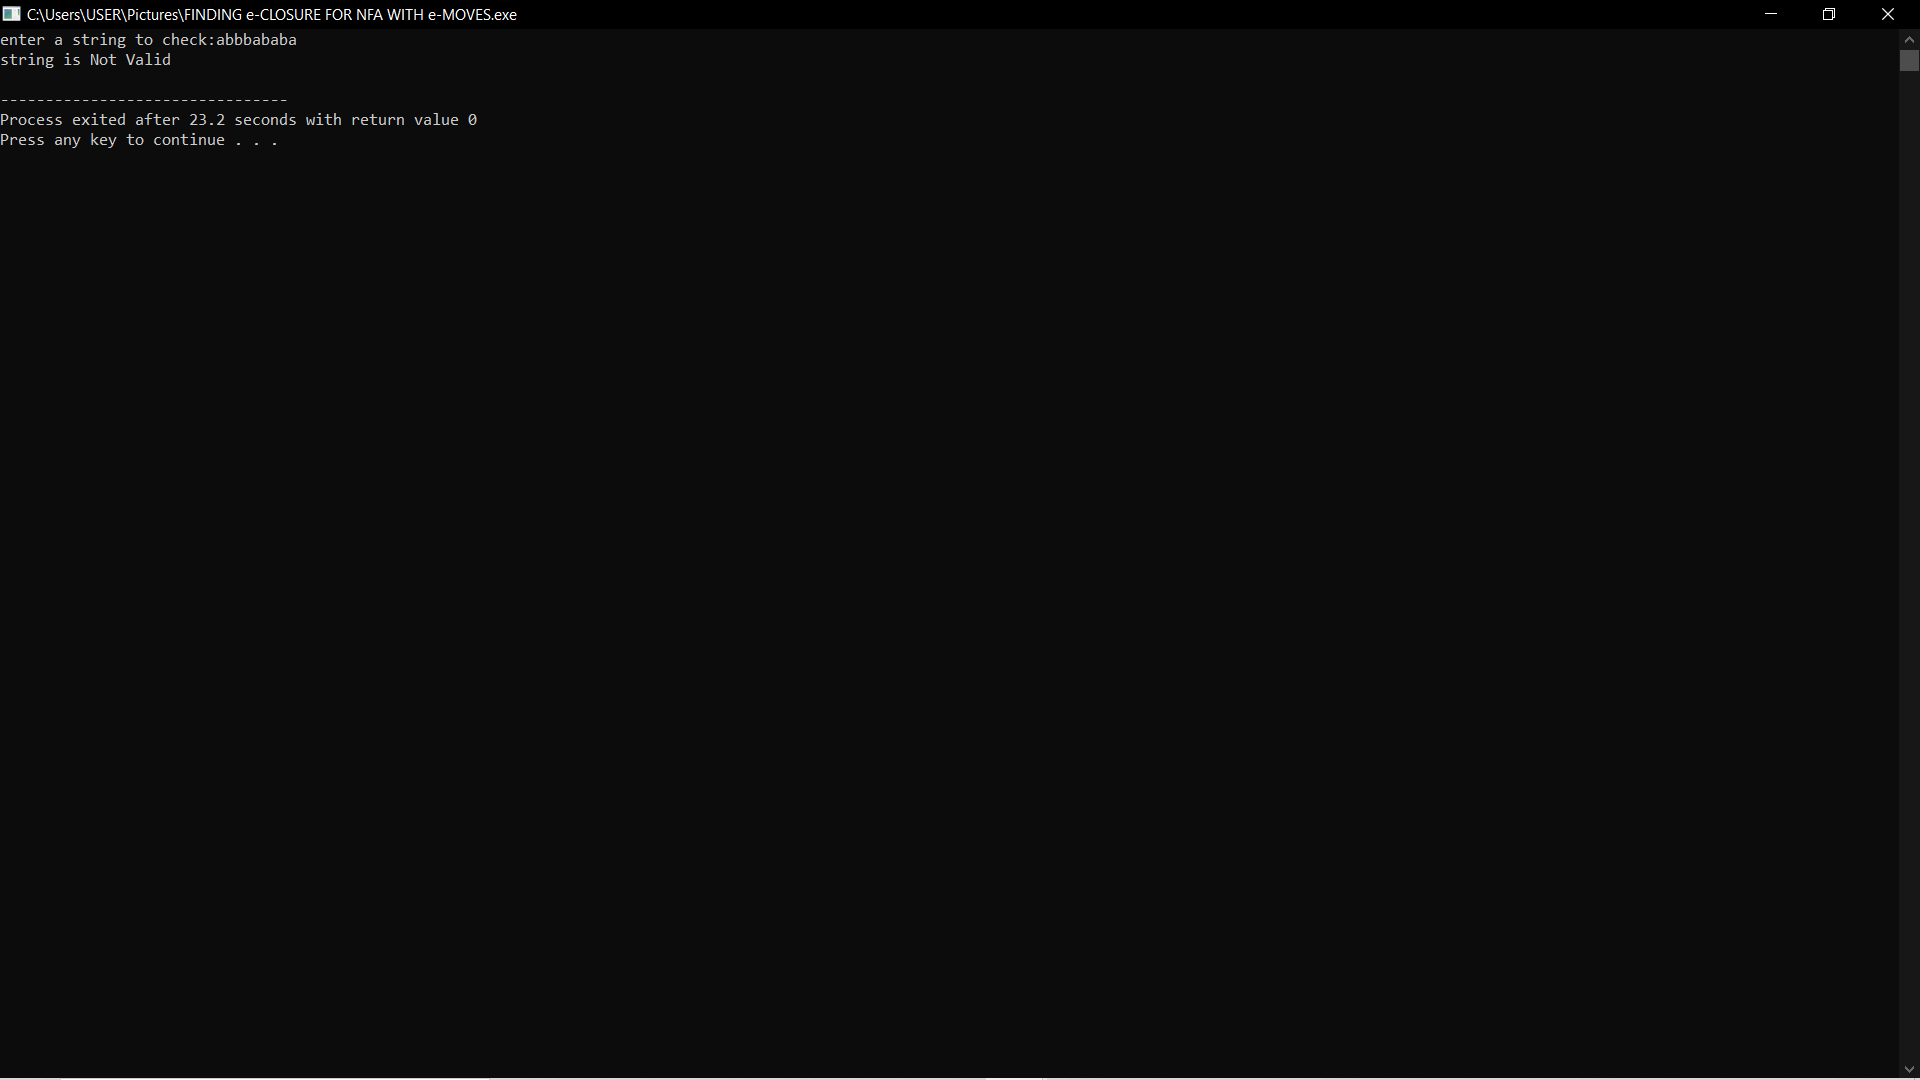 C:\Users\USER\Pictures\FINDING e-CLOSURE FOR NFA WITH e-MOVES.exe
enter a string to check:abbbababa
string is Not Valid
--------------------------------
Process exited after 23.2 seconds with return value 0
Press any key to continue . . .